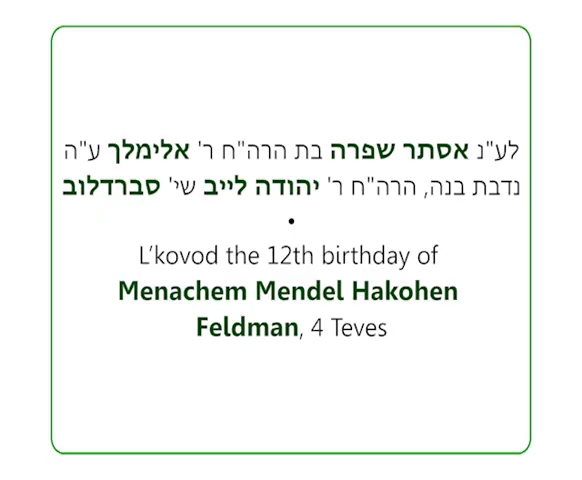 לע"נ אסתר שפרה בת הרה"ח ר' אלימלך ע"ה
נדבת בנה, הרה"ח ר' יהודה לייב שי' סברדלוב
•
L'kovod the 12th birthday of
Menachem Mendel Hakohen
Feldman, 4 Teves